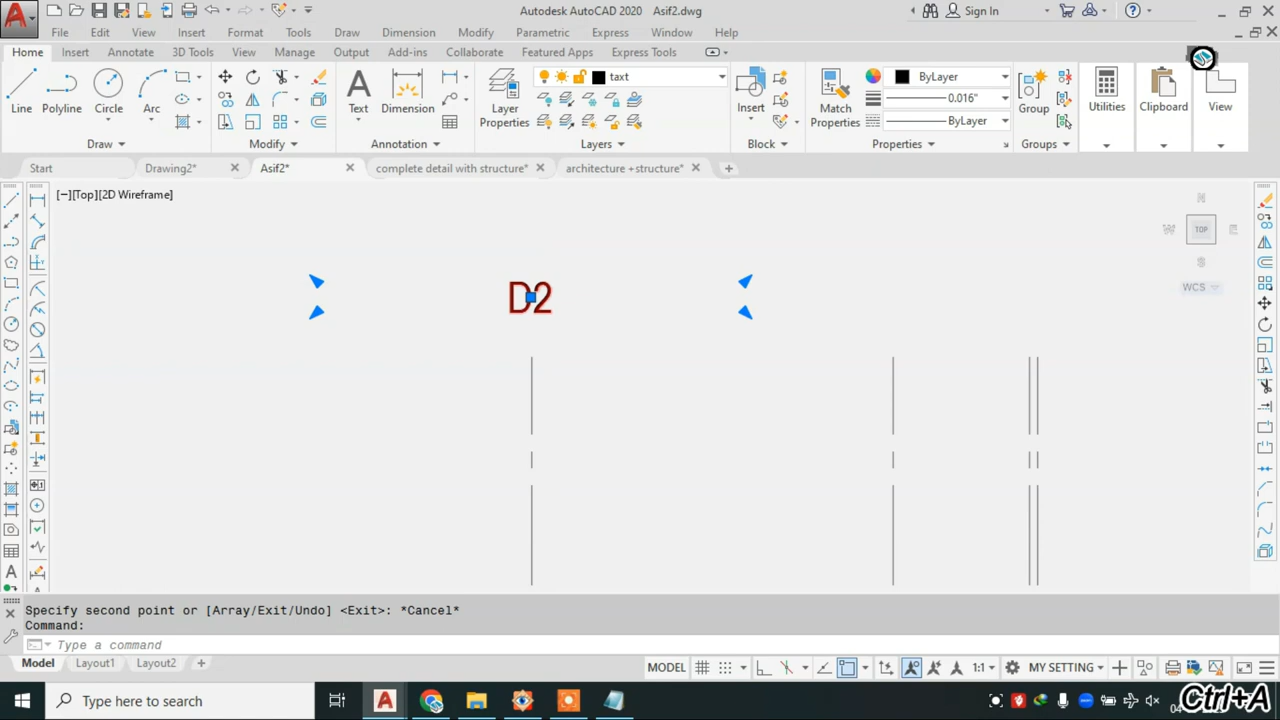 Autodesk AutoCAD 2020 Asif2.dwg
Sign In
File Edit View Insert Format Tools Draw Dimension Modify Parametric Express Window Help
Home Insert Annotation 3D Tools View Manage Output Add-ins Collaborate Featured Apps Express Tools
Line Polyline Circle Arc
Draw
Modify
A
Text Dimension
Annotation
Layer Properties
taxt
Layers
Insert
Block
Match Properties
ByLayer
0.016"
ByLayer
Properties
Group
Groups
Utilities
Clipboard
View
Start Drawing2* Asif2* complete detail with structure* architecture +structure*
[−][Top][2D Wireframe]
N
W TOP E
S
WCS
D2
Specify second point or [Array/Exit/Undo] <Exit>: *Cancel*
Command:
Type a command
Model Layout1 Layout2
MODEL 1:1 MY SETTING
Type here to search
Ctrl+A